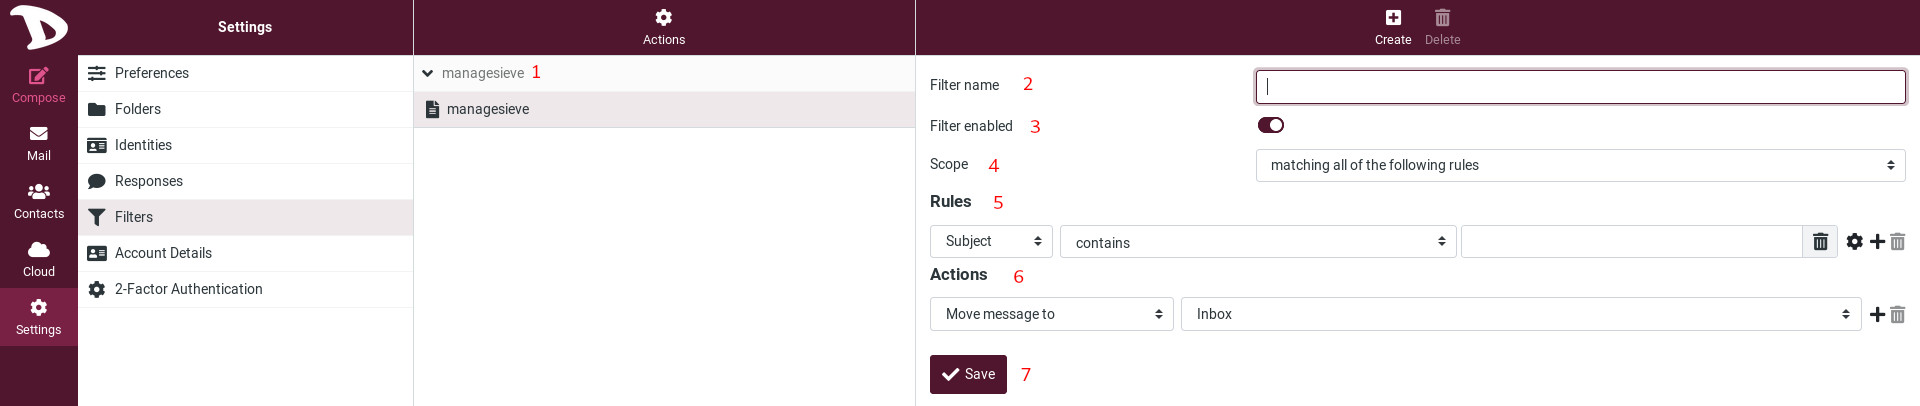 Settings
Actions
Create
Delete
Compose
Mail
Contacts
Cloud
Settings
Preferences
Folders
Identities
Responses
Filters
Account Details
2-Factor Authentication
managesieve 1
managesieve
Filter name 2
Filter enabled 3
Scope 4 matching all of the following rules
Rules 5
Subject contains
Actions 6
Move message to Inbox
Save 7